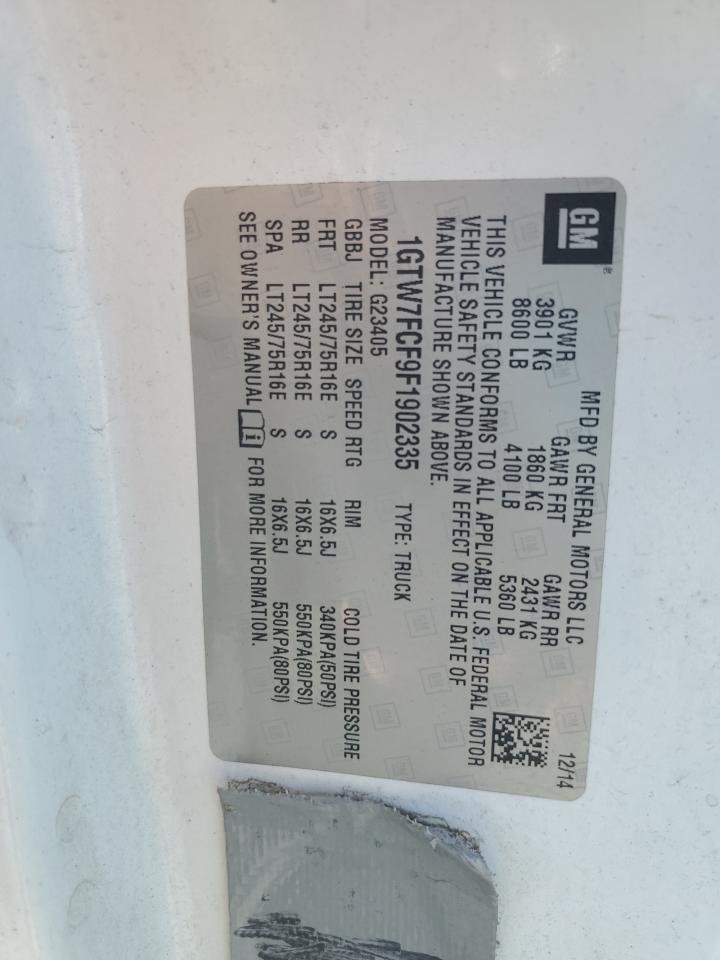 GM
MFD BY GENERAL MOTORS LLC 12/14
GVWR GAWR FRT GAWR RR
3901 KG 1860 KG 2431 KG
8600 LB 4100 LB 5360 LB
THIS VEHICLE CONFORMS TO ALL APPLICABLE U.S. FEDERAL MOTOR
VEHICLE SAFETY STANDARDS IN EFFECT ON THE DATE OF
MANUFACTURE SHOWN ABOVE.
1GTW7FCF9F1902335 TYPE: TRUCK
MODEL: G23405
GBBJ TIRE SIZE SPEED RTG RIM COLD TIRE PRESSURE
FRT LT245/75R16E S 16X6.5J 340KPA(50PSI)
RR LT245/75R16E S 16X6.5J 550KPA(80PSI)
SPA LT245/75R16E S 16X6.5J 550KPA(80PSI)
SEE OWNER'S MANUAL FOR MORE INFORMATION.